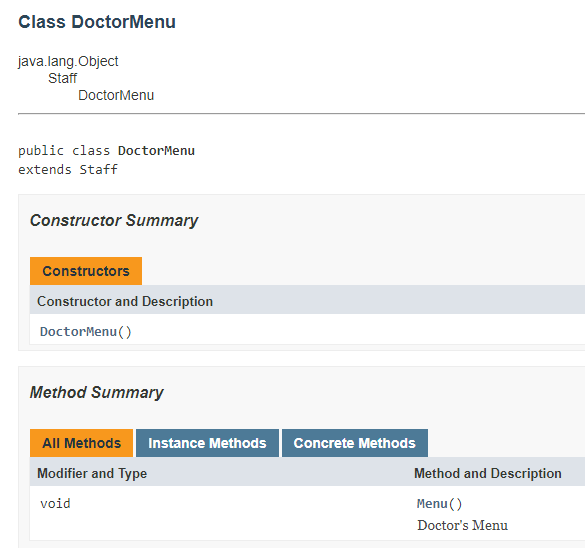 Class DoctorMenu
java.lang.Object
Staff
DoctorMenu
public class DoctorMenu
extends Staff
Constructor Summary
Constructors
Constructor and Description
DoctorMenu()
Method Summary
All Methods Instance Methods Concrete Methods
Modifier and Type Method and Description
void Menu()
Doctor's Menu